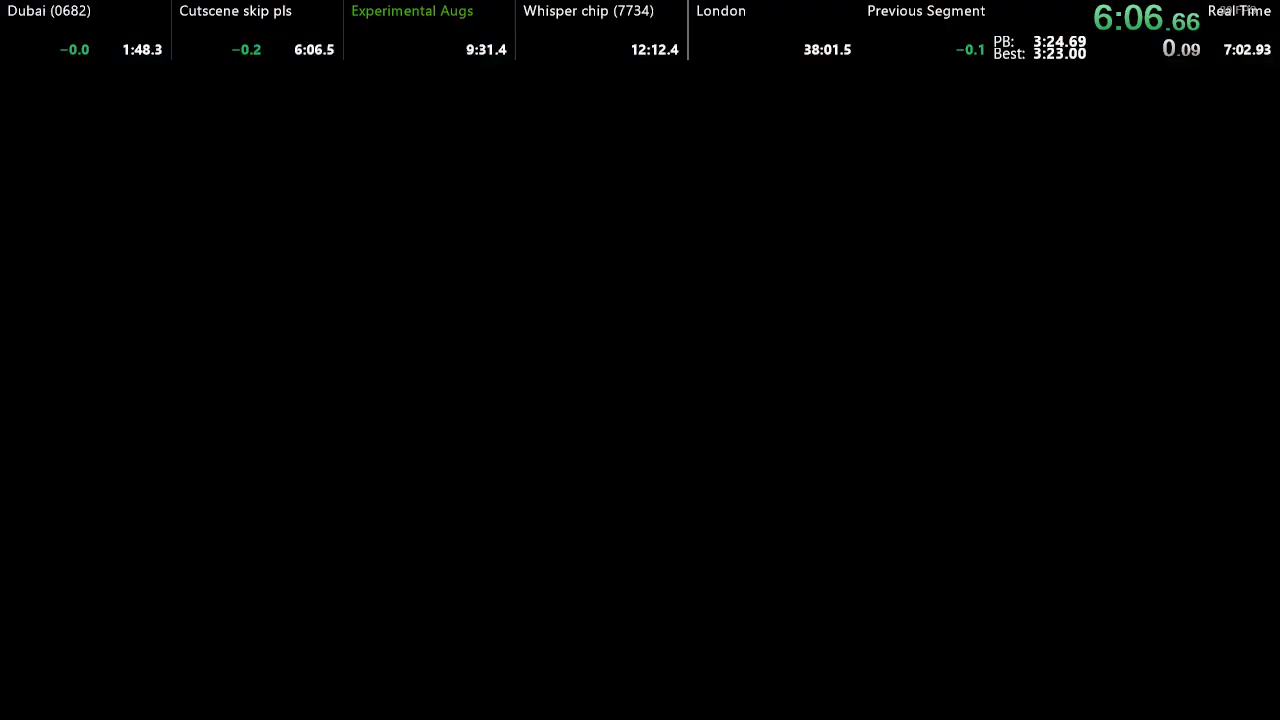 Dubai (0682)
−0.0 1:48.3
Cutscene skip pls
−0.2 6:06.5
Experimental Augs
9:31.4
Whisper chip (7734)
12:12.4
London
38:01.5
Previous Segment
−0.1
PB: 3:24.69
Best: 3:23.00
6:06.66
0.09
Real Time
7:02.93